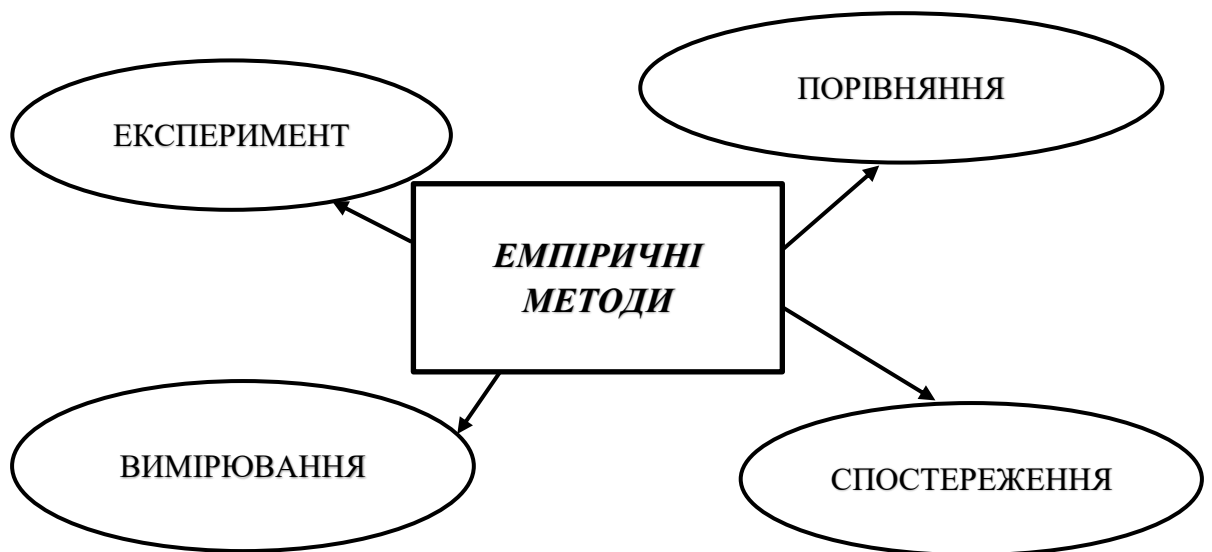 ПОРІВНЯННЯ
ЕКСПЕРИМЕНТ
ЕМПІРИЧНІ
МЕТОДИ
ВИМІРЮВАННЯ
СПОСТЕРЕЖЕННЯ